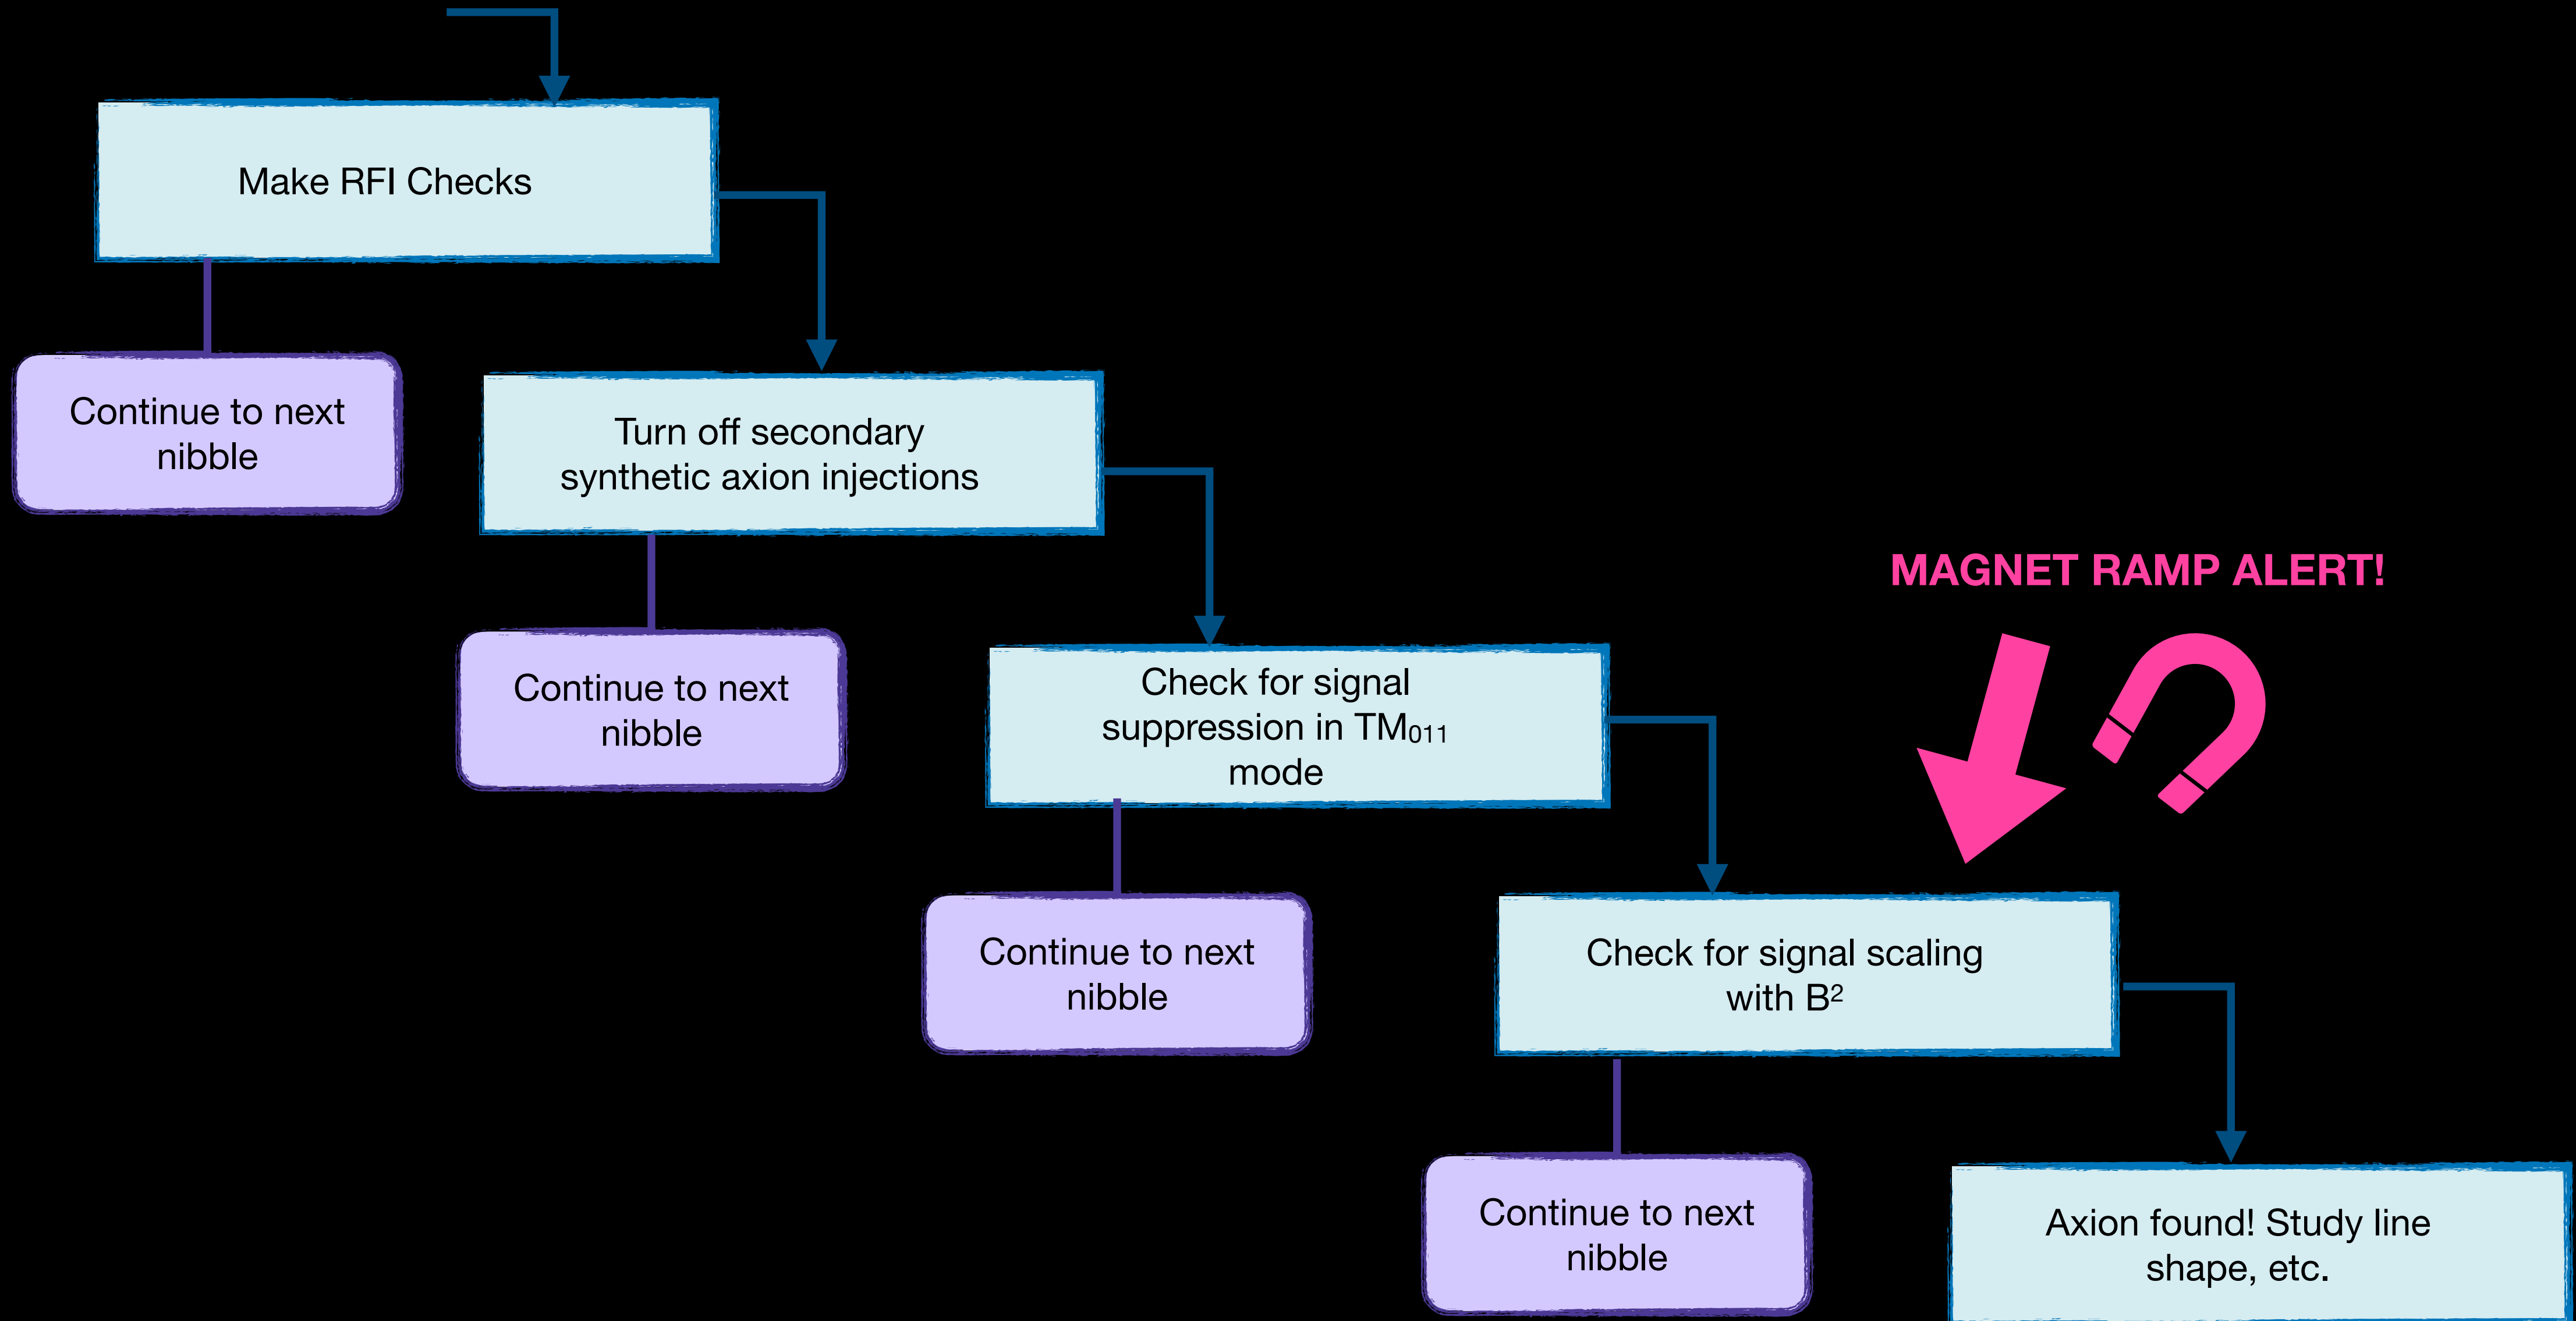 Make RFI Checks
Continue to next
nibble
Turn off secondary
synthetic axion injections
Continue to next
nibble
MAGNET RAMP ALERT!
Check for signal
suppression in TM₀₁₁
mode
Continue to next
nibble
Check for signal scaling
with B²
Continue to next
nibble
Axion found! Study line
shape, etc.